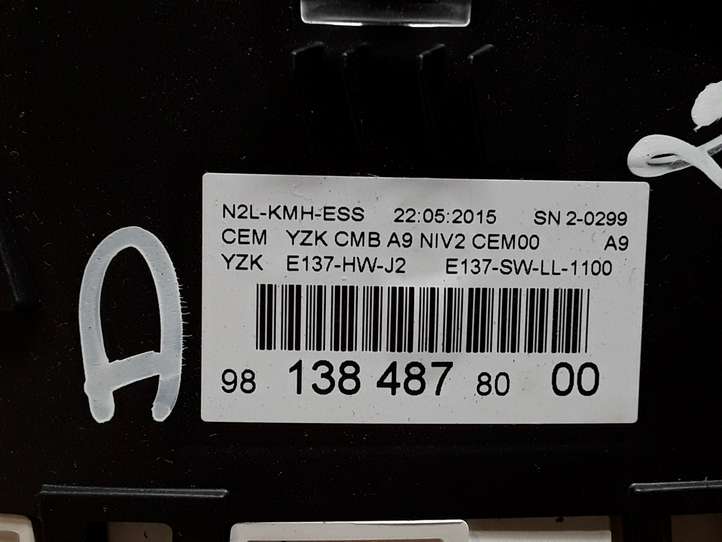 N2L-KMH-ESS 22:05:2015 SN 2-0299
CEM YZK CMB A9 NIV2 CEM00 A9
YZK E137-HW-J2 E137-SW-LL-1100
98 138 487 80 00
A